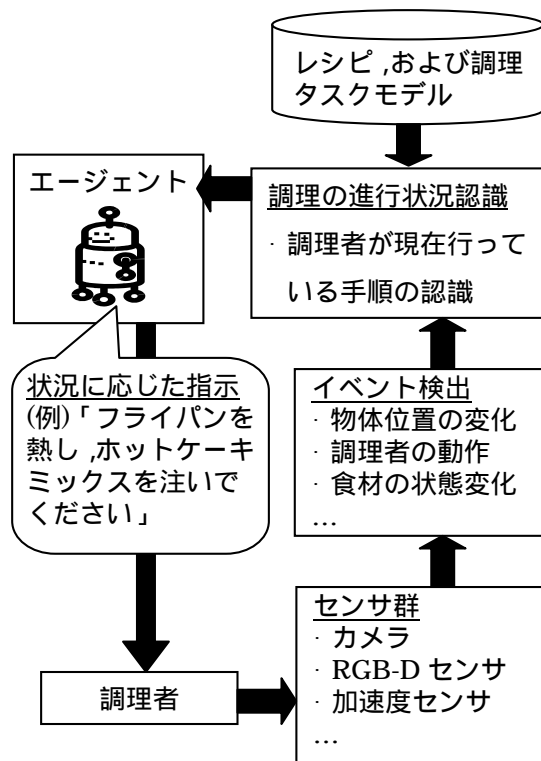 レシピ ,および調理
タスクモデル
エージェント
調理の進行状況認識
· 調理者が現在行って
いる手順の認識
状況に応じた指示
(例)「フライパンを
熱し ,ホットケーキ
ミックスを注いで
ください」
イベント検出
· 物体位置の変化
· 調理者の動作
· 食材の状態変化
…
センサ群
· カメラ
· RGB-D センサ
· 加速度センサ
…
調理者